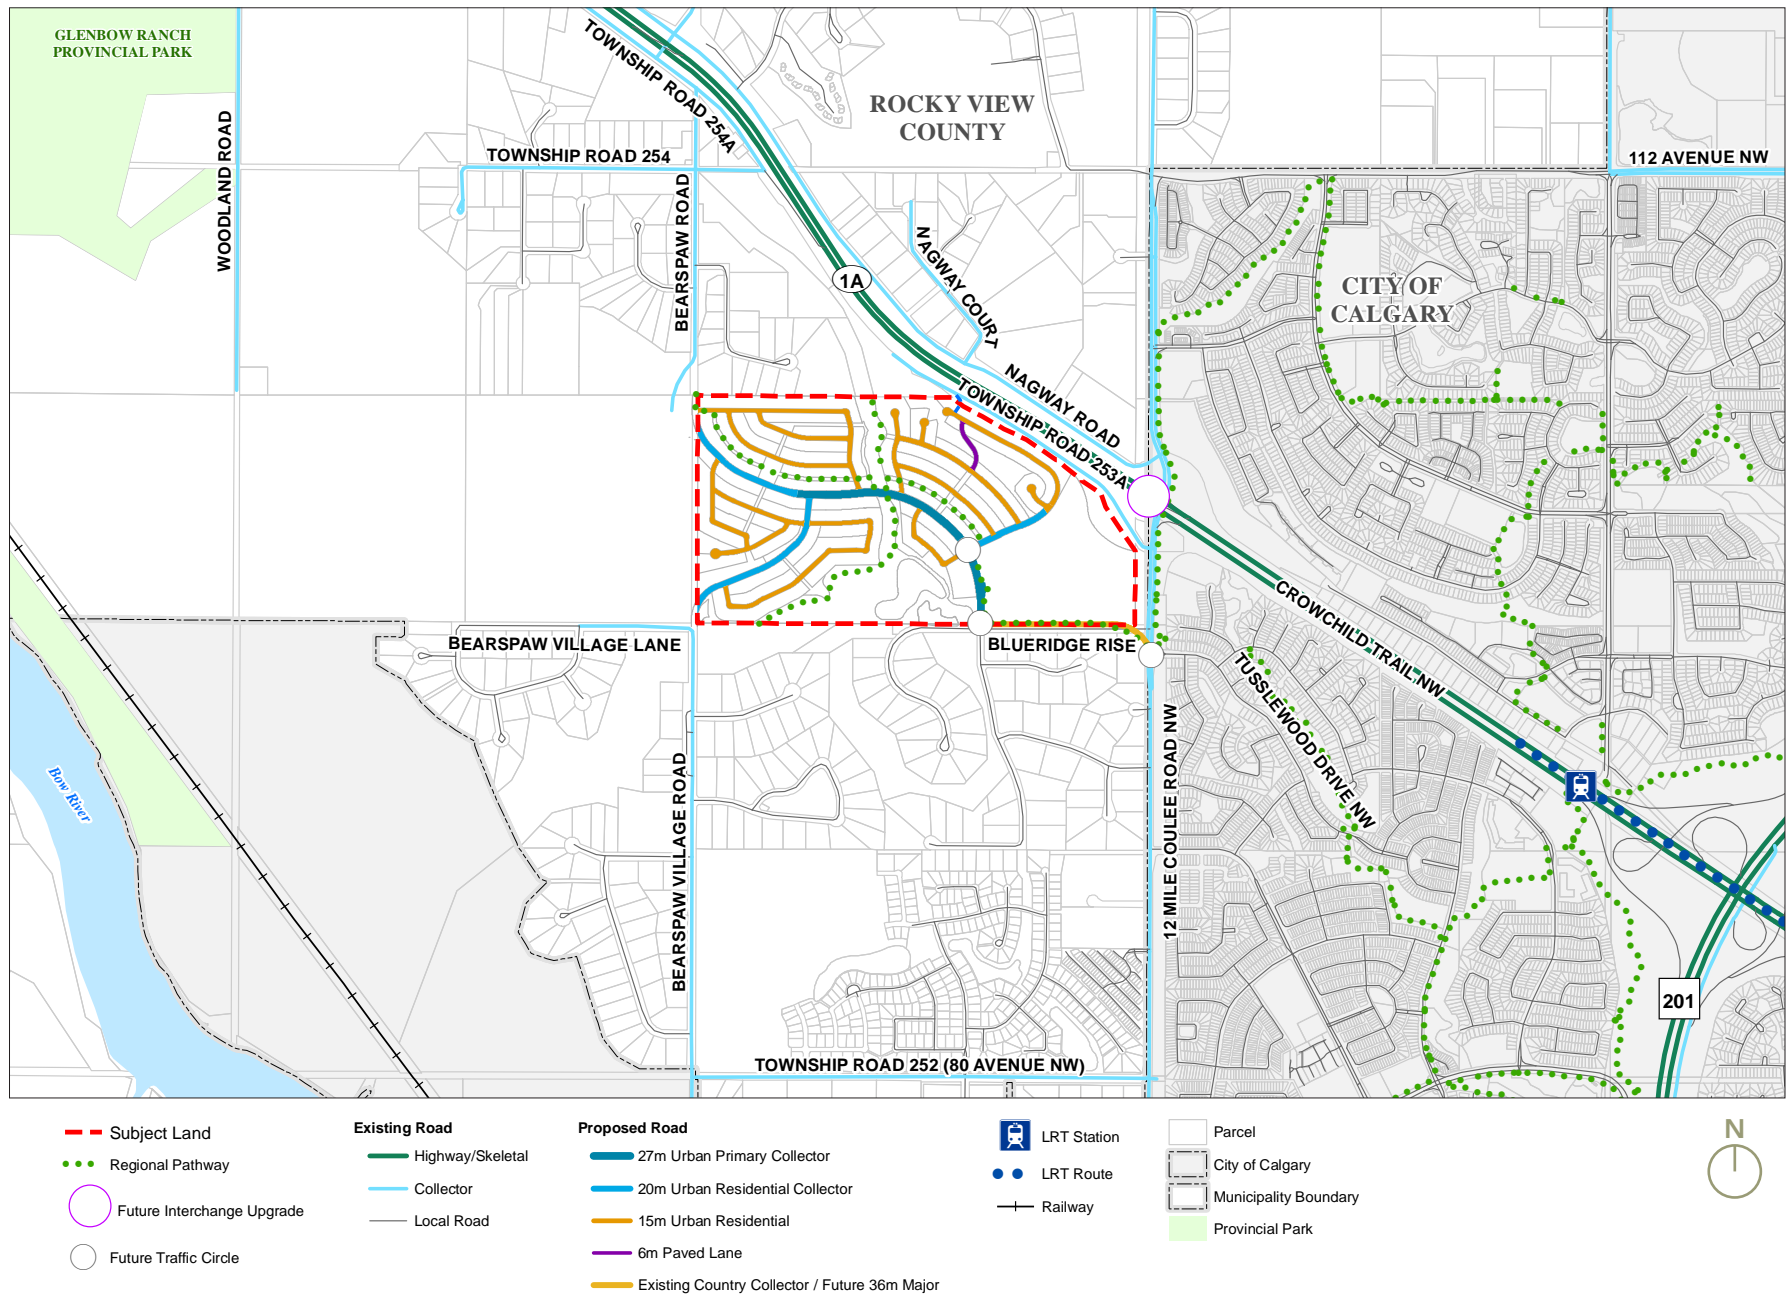 GLENBOW RANCH
PROVINCIAL PARK
TOWNSHIP ROAD 254A
ROCKY VIEW
COUNTY
WOODLAND ROAD
TOWNSHIP ROAD 254
112 AVENUE NW
BEARSPAW ROAD
NAGWAY COURT
1A
CITY OF
CALGARY
NAGWAY ROAD
TOWNSHIP ROAD 253A
CROWCHILD TRAIL NW
BEARSPAW VILLAGE LANE
BLUERIDGE RISE
TUSSLEWOOD DRIVE NW
12 MILE COULEE ROAD NW
BEARSPAW VILLAGE ROAD
Bow River
201
TOWNSHIP ROAD 252 (80 AVENUE NW)
Subject Land
Regional Pathway
Future Interchange Upgrade
Future Traffic Circle
Existing Road
Highway/Skeletal
Collector
Local Road
Proposed Road
27m Urban Primary Collector
20m Urban Residential Collector
15m Urban Residential
6m Paved Lane
Existing Country Collector / Future 36m Major
LRT Station
LRT Route
Railway
Parcel
City of Calgary
Municipality Boundary
Provincial Park
N